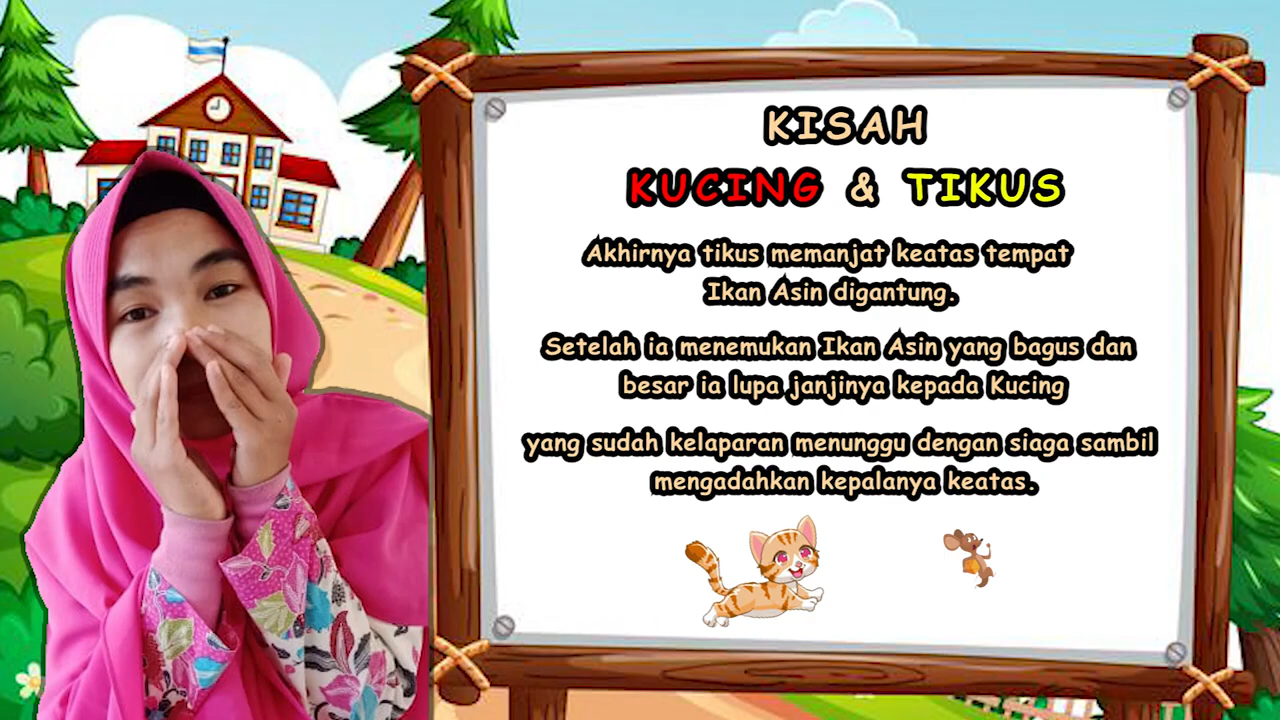 KISAH
KUCING & TIKUS
Akhirnya tikus memanjat keatas tempat
Ikan Asin digantung.
Setelah ia menemukan Ikan Asin yang bagus dan
besar ia lupa janjinya kepada Kucing
yang sudah kelaparan menunggu dengan siaga sambil
mengadahkan kepalanya keatas.